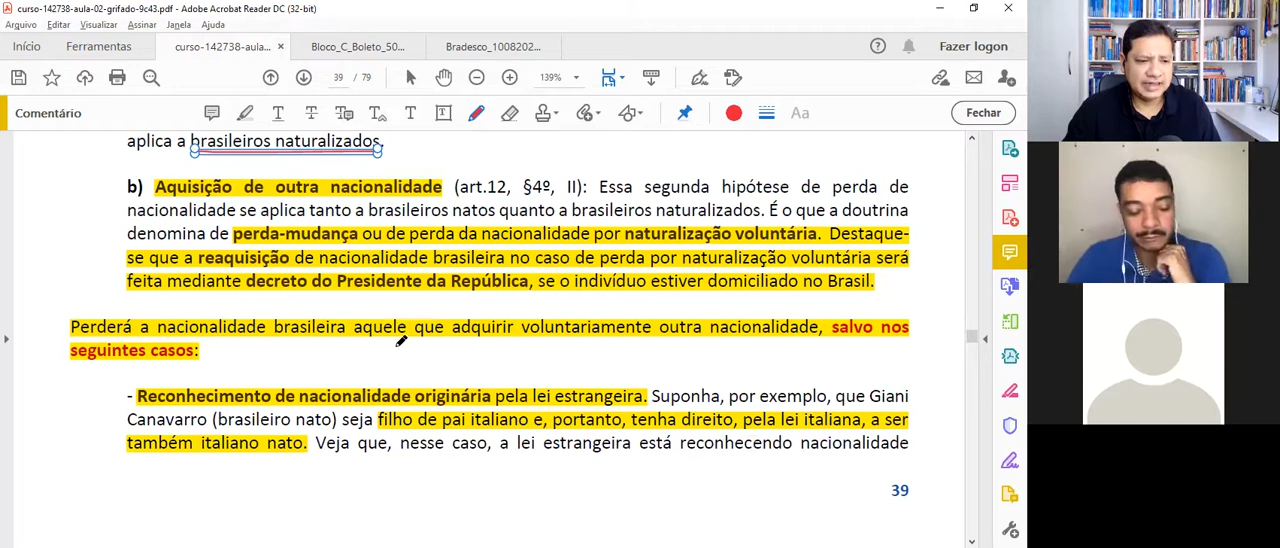 curso-142738-aula-02-grifado-9c43.pdf - Adobe Acrobat Reader DC (32-bit)
Arquivo Editar Visualizar Assinar Janela Ajuda
Início Ferramentas curso-142738-aula... × Bloco_C_Boleto_50... Bradesco_1008202... Fazer logon
39 / 79 139%
Comentário Aa Fechar
aplica a brasileiros naturalizados.
b) Aquisição de outra nacionalidade (art.12, §4º, II): Essa segunda hipótese de perda de
nacionalidade se aplica tanto a brasileiros natos quanto a brasileiros naturalizados. É o que a doutrina
denomina de perda-mudança ou de perda da nacionalidade por naturalização voluntária. Destaque-
se que a reaquisição de nacionalidade brasileira no caso de perda por naturalização voluntária será
feita mediante decreto do Presidente da República, se o indivíduo estiver domiciliado no Brasil.
Perderá a nacionalidade brasileira aquele que adquirir voluntariamente outra nacionalidade, salvo nos
seguintes casos:
- Reconhecimento de nacionalidade originária pela lei estrangeira. Suponha, por exemplo, que Giani
Canavarro (brasileiro nato) seja filho de pai italiano e, portanto, tenha direito, pela lei italiana, a ser
também italiano nato. Veja que, nesse caso, a lei estrangeira está reconhecendo nacionalidade
39